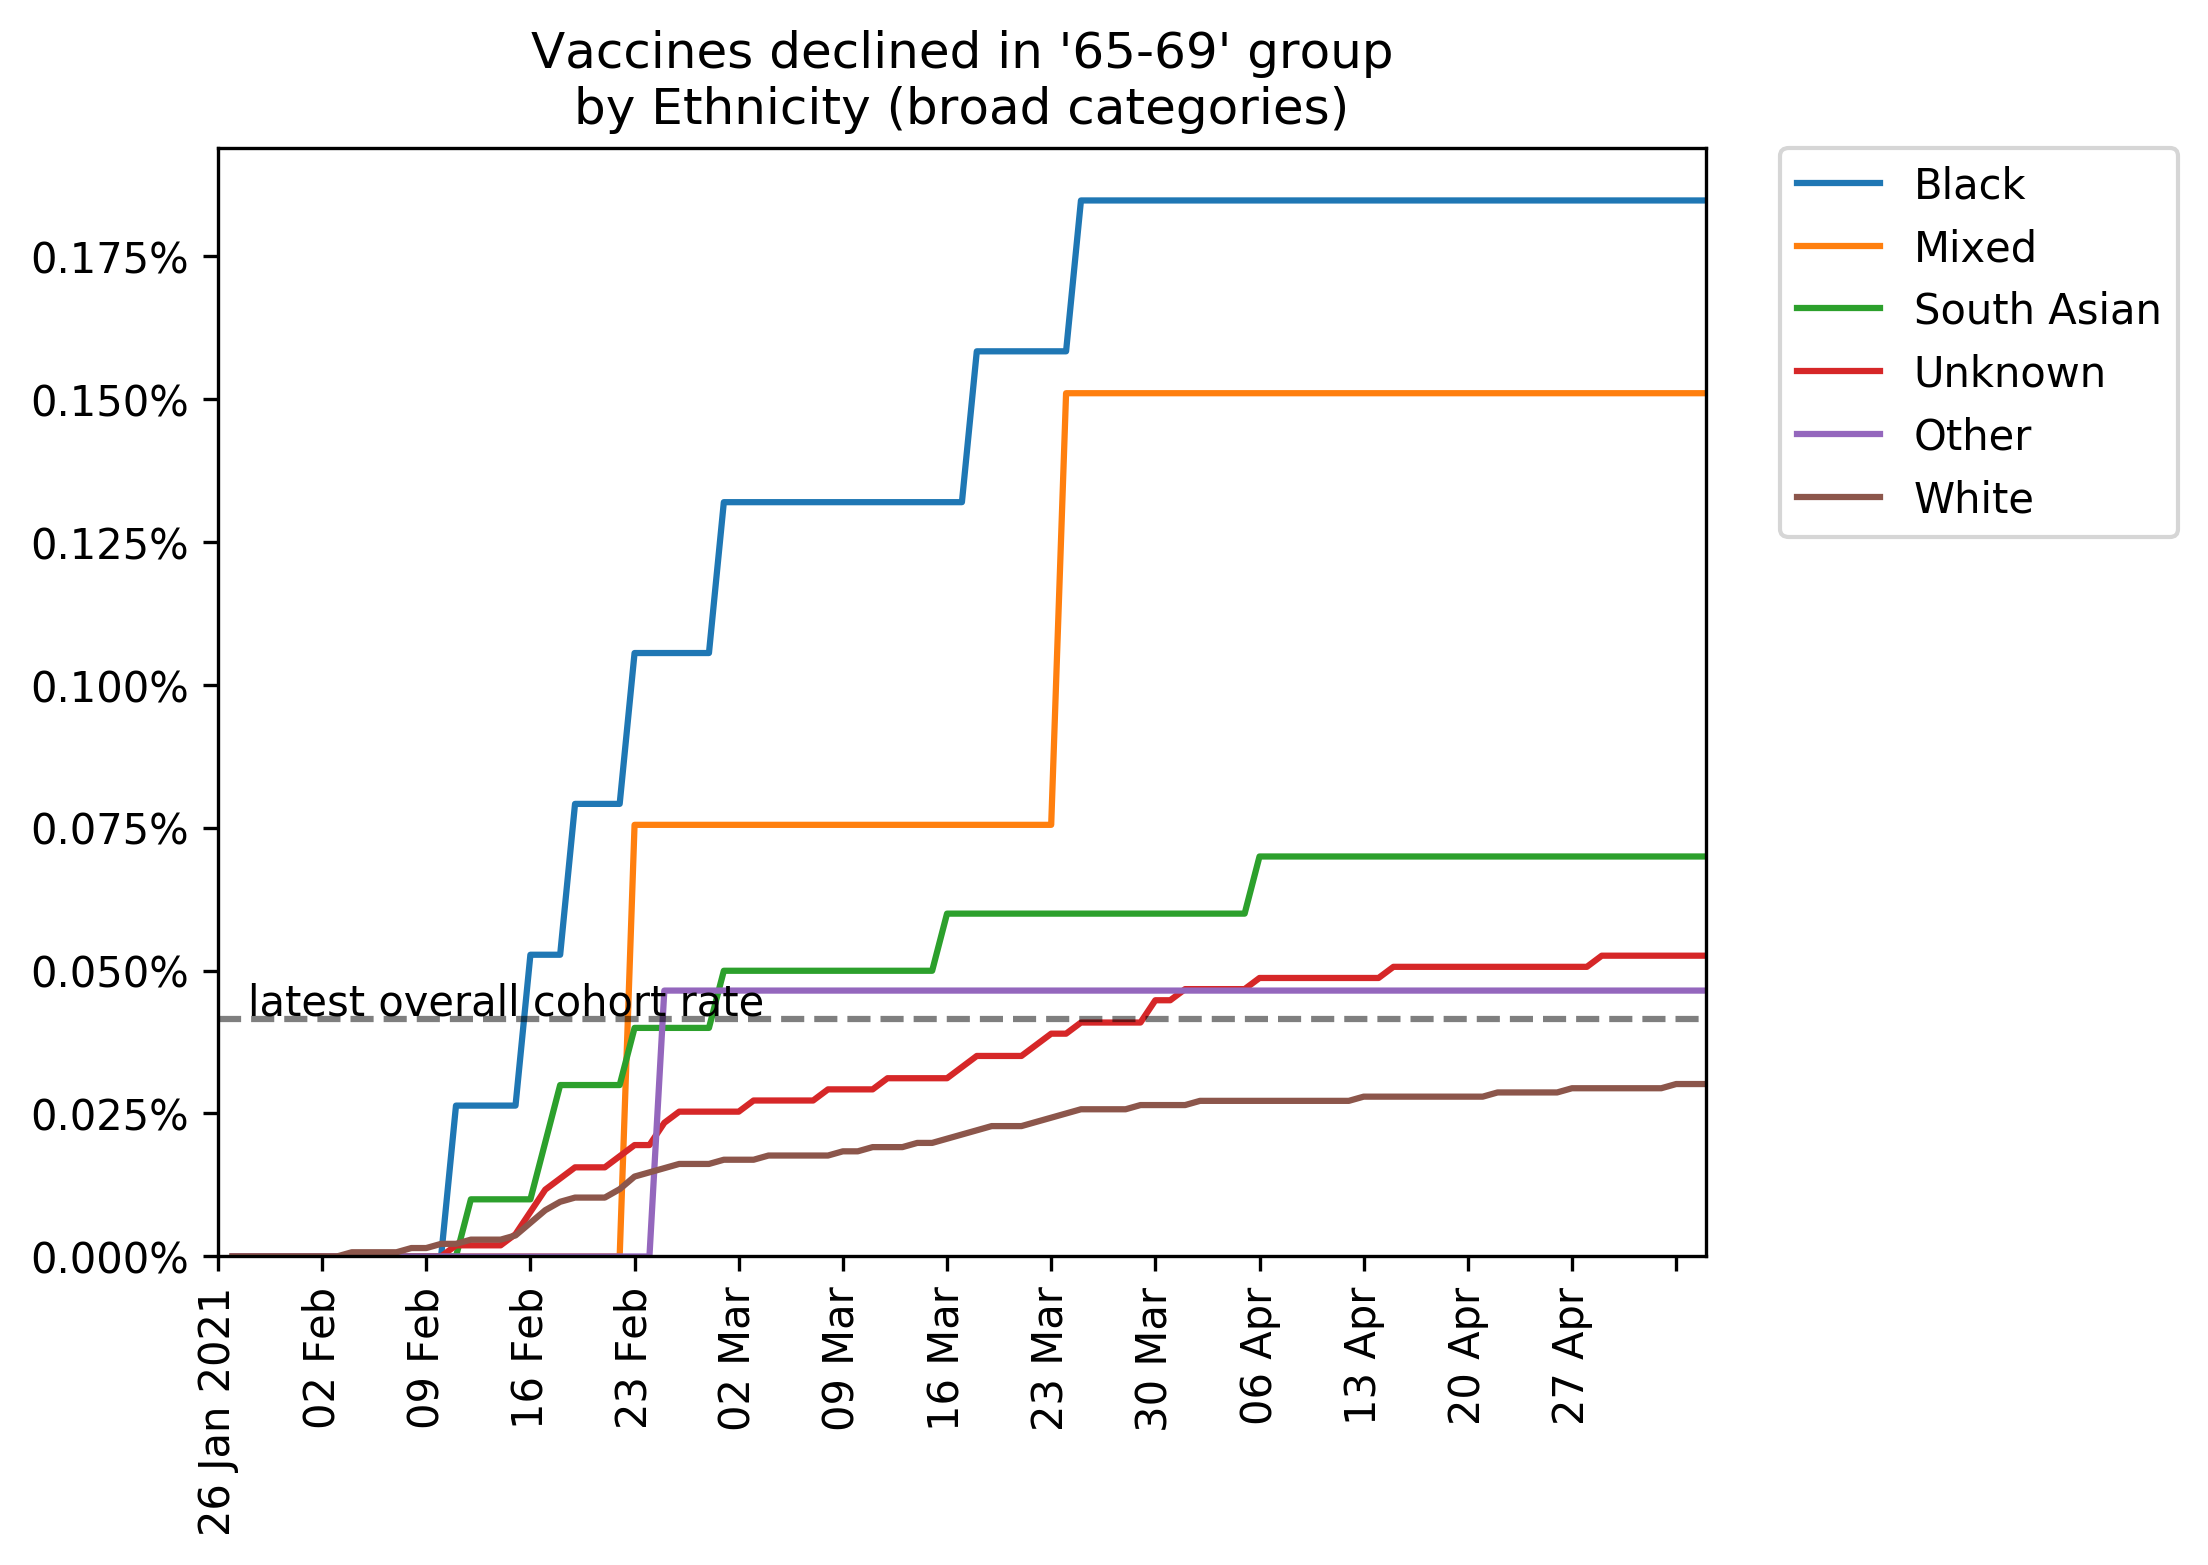 Vaccines declined in '65-69' group
by Ethnicity (broad categories)
Black
Mixed
South Asian
Unknown
Other
White
0.175%
0.150%
0.125%
0.100%
0.075%
0.050%
0.025%
0.000%
latest overall cohort rate
26 Jan 2021
02 Feb
09 Feb
16 Feb
23 Feb
02 Mar
09 Mar
16 Mar
23 Mar
30 Mar
06 Apr
13 Apr
20 Apr
27 Apr